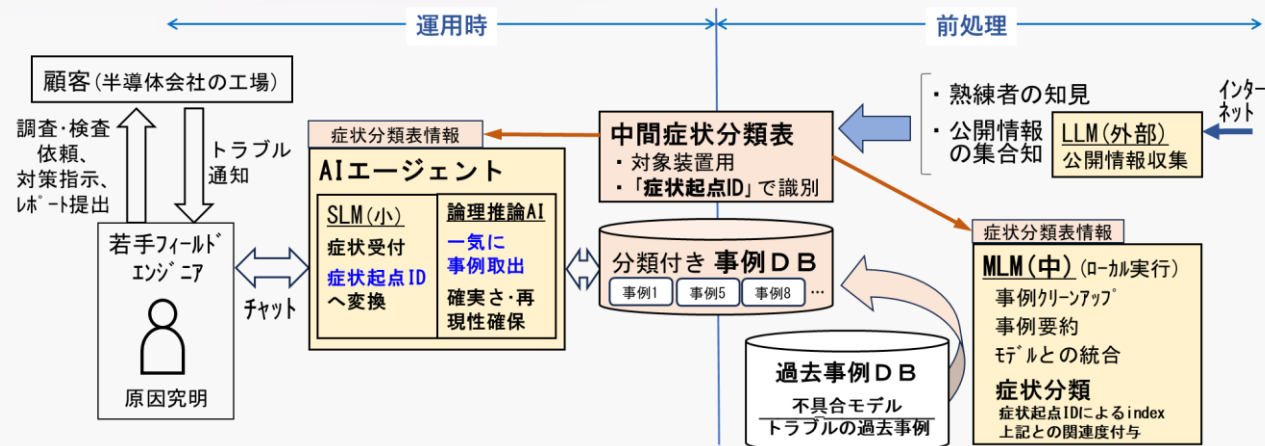 運用時
前処理
顧客(半導体会社の工場)
調査･検査
依頼、
対策指示、
ﾚﾎﾟｰﾄ提出
トラブル
通知
若手フィールド
エンジニア
原因究明
チャット
症状分類表情報
AIエージェント
SLM(小)
症状受付
症状起点ID
へ変換
論理推論AI
一気に
事例取出
確実さ･再
現性確保
中間症状分類表
・対象装置用
・「症状起点ID」で識別
分類付き 事例DB
事例1
事例5
事例8
…
・熟練者の知見
・公開情報
の集合知
LLM(外部)
公開情報収集
インター
ネット
過去事例DB
不具合モデル
トラブルの過去事例
症状分類表情報
MLM(中)(ﾛｰｶﾙ実行)
事例ｸﾘｰﾝｱｯﾌﾟ
事例要約
ﾓﾃﾞﾙとの統合
症状分類
症状起点IDによるindex
上記との関連度付与